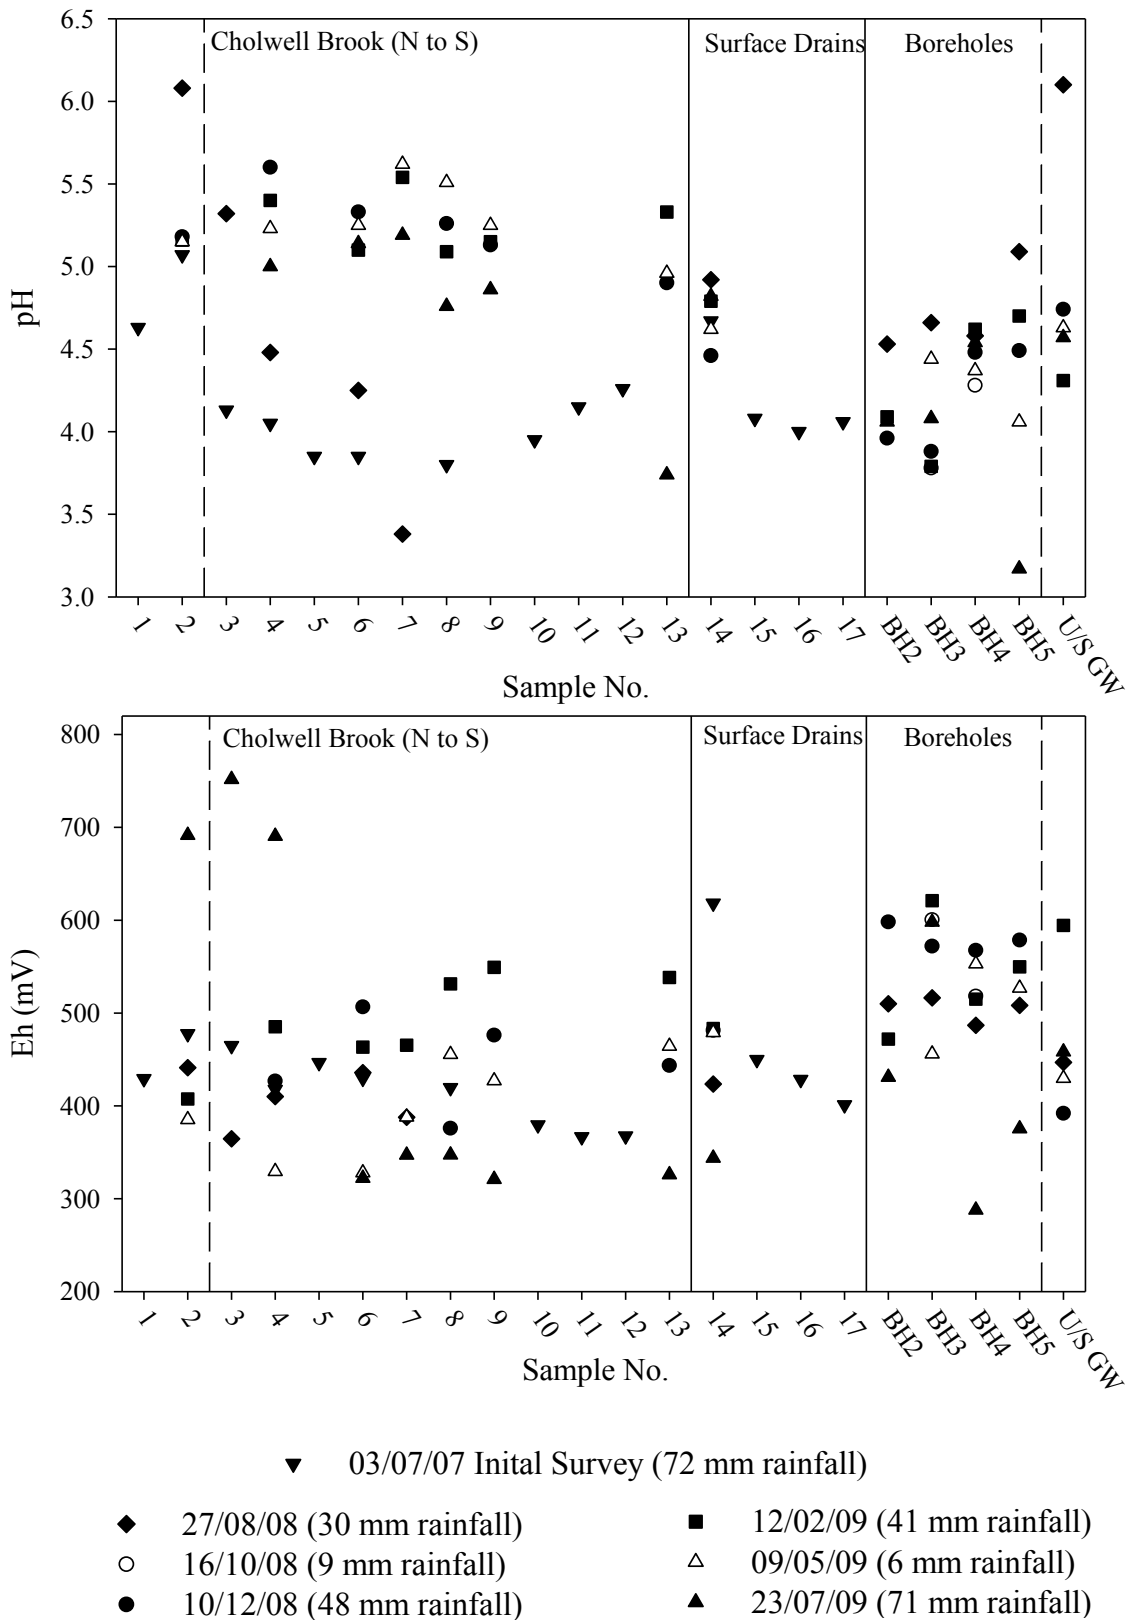 6.5
Cholwell Brook (N to S)
Surface Drains
Boreholes
6.0
5.5
5.0
pH
4.5
4.0
3.5
3.0
1 2 3 4 5 6 7 8 9 10 11 12 13 14 15 16 17 BH2 BH3 BH4 BH5 U/S GW
Sample No.
800
Cholwell Brook (N to S)
Surface Drains
Boreholes
700
600
500
Eh (mV)
400
300
200
1 2 3 4 5 6 7 8 9 10 11 12 13 14 15 16 17 BH2 BH3 BH4 BH5 U/S GW
Sample No.
03/07/07 Inital Survey (72 mm rainfall)
27/08/08 (30 mm rainfall)
16/10/08 (9 mm rainfall)
10/12/08 (48 mm rainfall)
12/02/09 (41 mm rainfall)
09/05/09 (6 mm rainfall)
23/07/09 (71 mm rainfall)